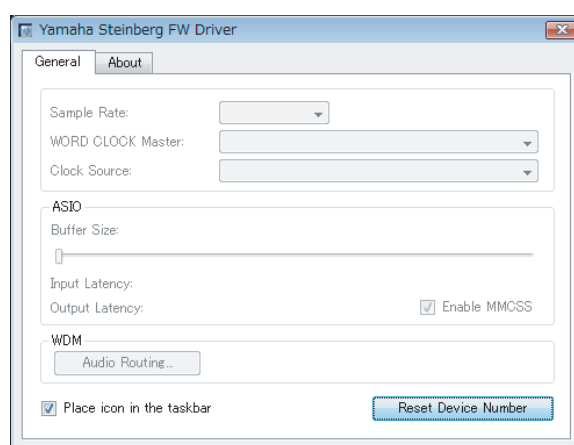 Yamaha Steinberg FW Driver
General About
Sample Rate:
WORD CLOCK Master:
Clock Source:
ASIO
Buffer Size:
Input Latency:
Output Latency: Enable MMCSS
WDM
Audio Routing...
Place icon in the taskbar Reset Device Number